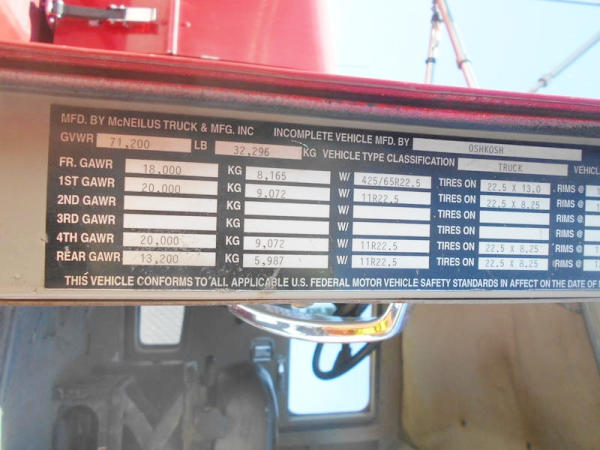 MFD. BY McNEILUS TRUCK & MFG. INC INCOMPLETE VEHICLE MFD. BY OSHKOSH
GVWR 71,200 LB 32,296 KG VEHICLE TYPE CLASSIFICATION TRUCK
FR. GAWR 18,000 KG 8,165 W/ 425/65R22.5 TIRES ON 22.5 X 13.0 RIMS @
1ST GAWR 20,000 KG 9,072 W/ 11R22.5 TIRES ON 22.5 X 8.25 RIMS @
2ND GAWR KG W/ TIRES ON RIMS @
3RD GAWR KG W/ TIRES ON RIMS @
4TH GAWR 20,000 KG 9,072 W/ 11R22.5 TIRES ON 22.5 X 8.25 RIMS @
REAR GAWR 13,200 KG 5,987 W/ 11R22.5 TIRES ON 22.5 X 8.25 RIMS @
THIS VEHICLE CONFORMS TO ALL APPLICABLE U.S. FEDERAL MOTOR VEHICLE SAFETY STANDARDS IN AFFECT ON THE DATE OF